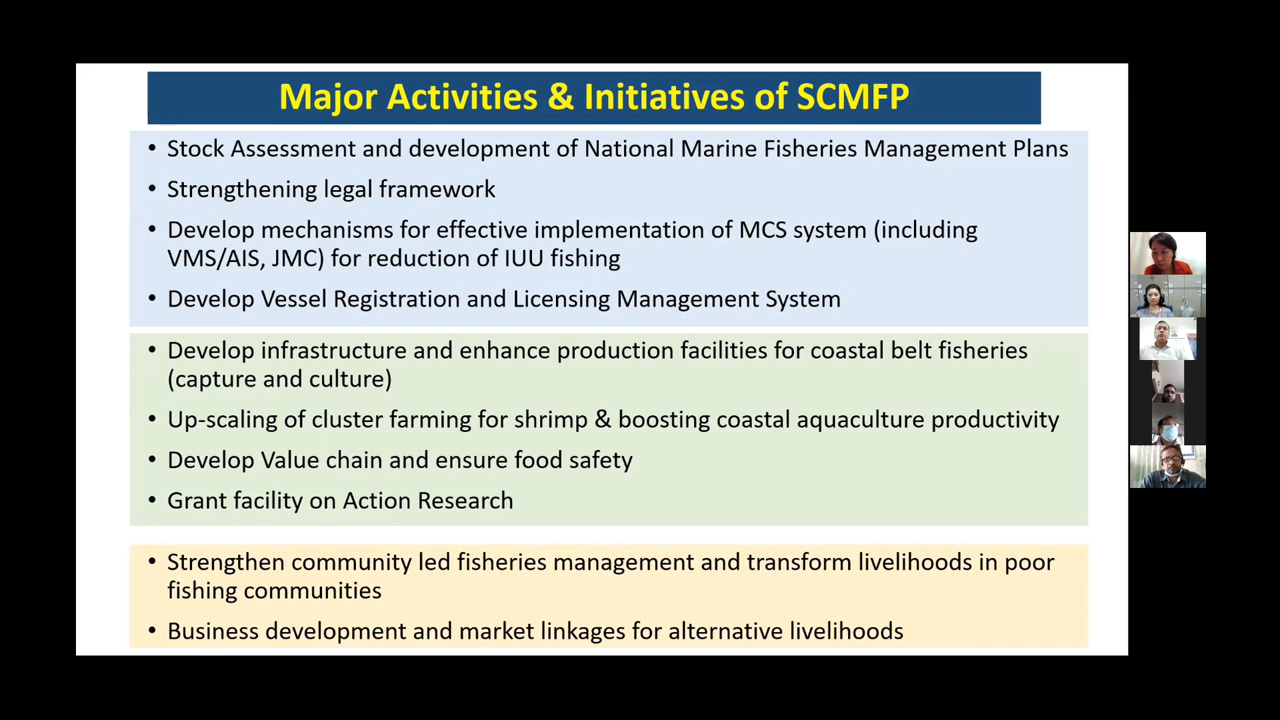 Major Activities & Initiatives of SCMFP
• Stock Assessment and development of National Marine Fisheries Management Plans
• Strengthening legal framework
• Develop mechanisms for effective implementation of MCS system (including
VMS/AIS, JMC) for reduction of IUU fishing
• Develop Vessel Registration and Licensing Management System
• Develop infrastructure and enhance production facilities for coastal belt fisheries
(capture and culture)
• Up-scaling of cluster farming for shrimp & boosting coastal aquaculture productivity
• Develop Value chain and ensure food safety
• Grant facility on Action Research
• Strengthen community led fisheries management and transform livelihoods in poor
fishing communities
• Business development and market linkages for alternative livelihoods